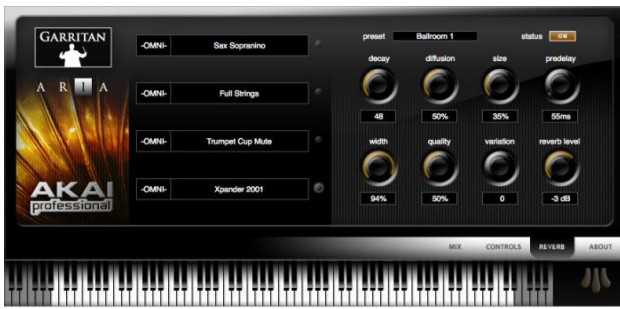 GARRITAN
ARIA
AKAI
professional
-OMNI- Sax Sopranino
-OMNI- Full Strings
-OMNI- Trumpet Cup Mute
-OMNI- Xpander 2001
preset Ballroom 1 status ON
decay diffusion size predelay
48 50% 35% 55ms
width quality variation reverb level
94% 50% 0 -3 dB
MIX CONTROLS REVERB ABOUT